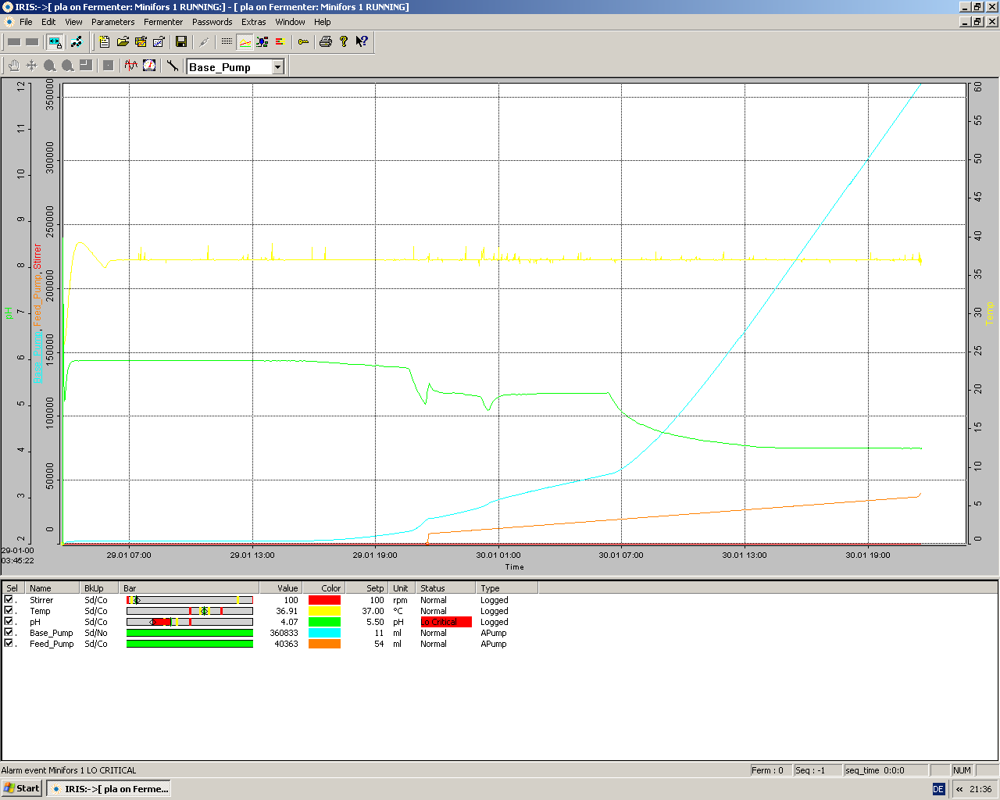 IRIS:->[ pla on Fermenter: Minifors 1 RUNNING:] - [ pla on Fermenter: Minifors 1 RUNNING]
File Edit View Parameters Fermenter Passwords Extras Window Help
Base_Pump
12
11
10
9
8
7
6
5
4
3
2
pH
350000
300000
250000
200000
150000
100000
50000
0
Base_Pump, Feed_Pump, Stirrer
60
55
50
45
40
35
30
25
20
15
10
5
0
Temp
29-01-00
03:45:22
29.01 07:00 29.01 13:00 29.01 19:00 30.01 01:00 30.01 07:00 30.01 13:00 30.01 19:00
Time
Sel Name BkUp Bar Value Color Setp Unit Status Type
. Stirrer Sd/Co 100 100 rpm Normal Logged
. Temp Sd/Co 36.91 37.00 °C Normal Logged
. pH Sd/Co 4.07 5.50 pH Lo Critical Logged
. Base_Pump Sd/No 360833 11 ml Normal APump
. Feed_Pump Sd/Co 40363 54 ml Normal APump
Alarm event Minifors 1 LO CRITICAL Ferm : 0 Seq : -1 seq_time 0:0:0 NUM
Start IRIS:->[ pla on Ferme... DE « 21:36